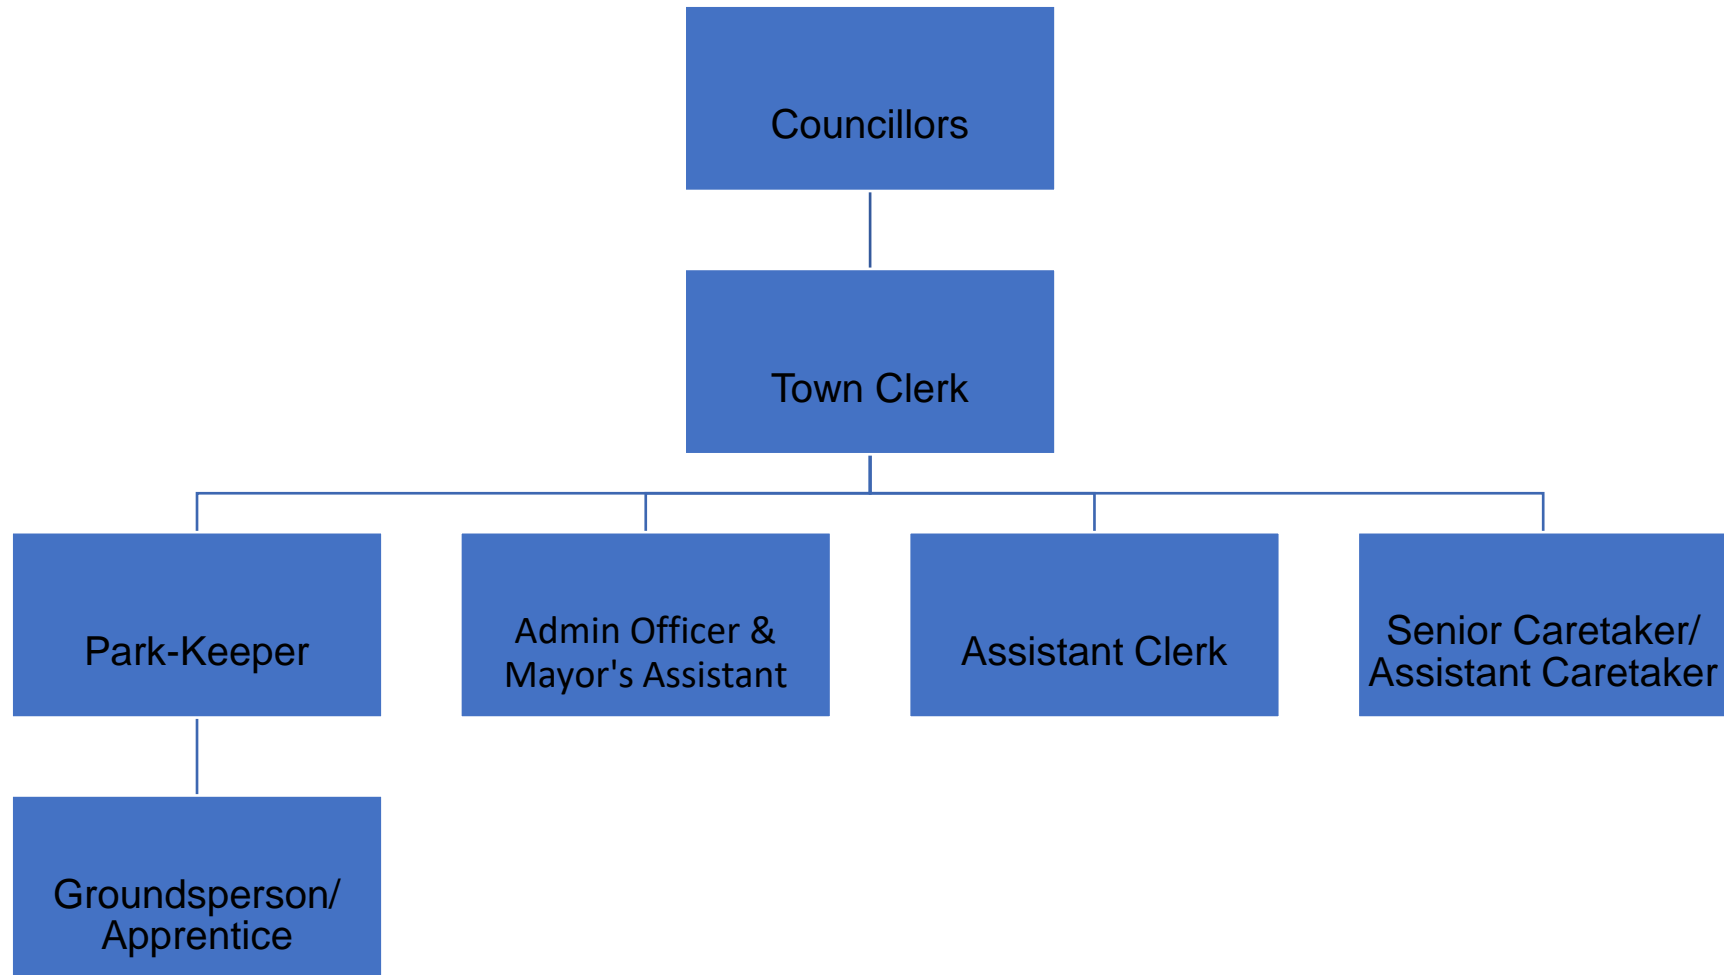 Councillors
Town Clerk
Park-Keeper
Admin Officer &
Mayor's Assistant
Assistant Clerk
Senior Caretaker/
Assistant Caretaker
Groundsperson/
Apprentice